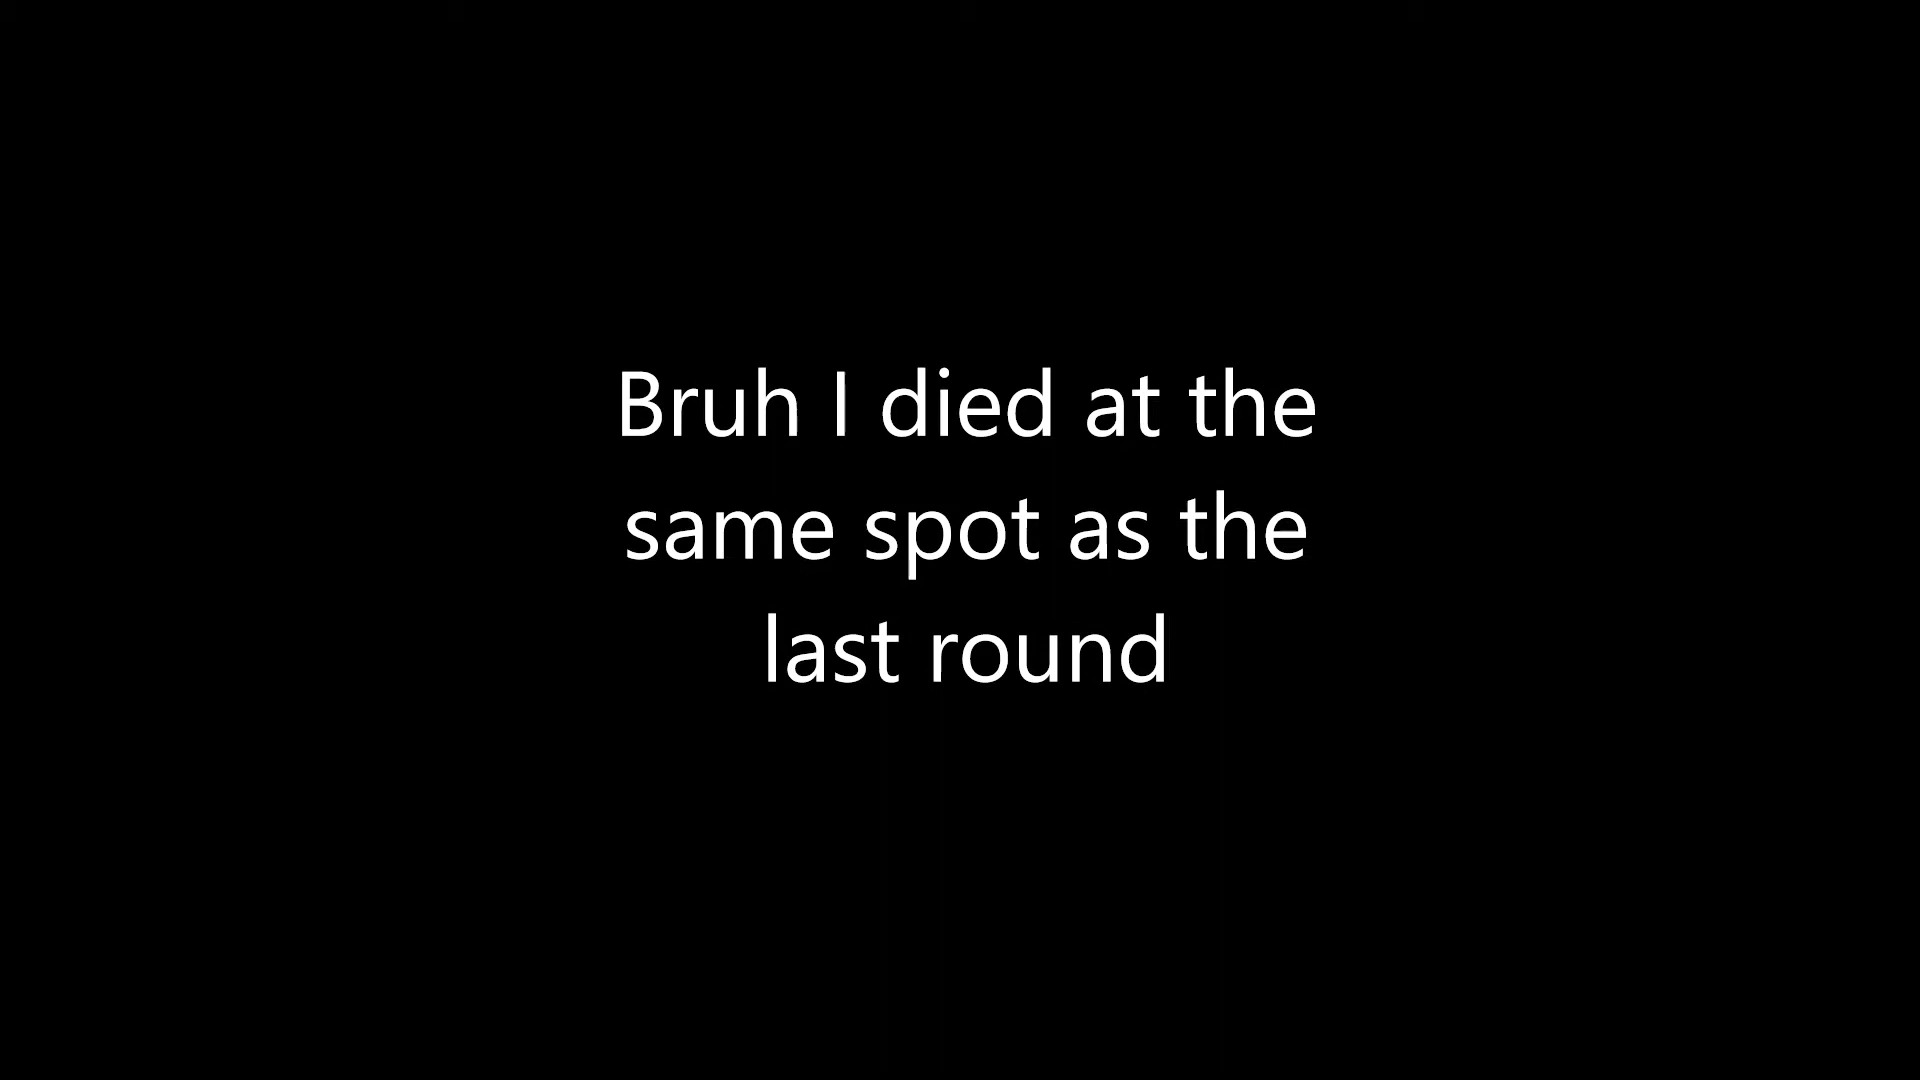 Bruh I died at the
same spot as the
last round